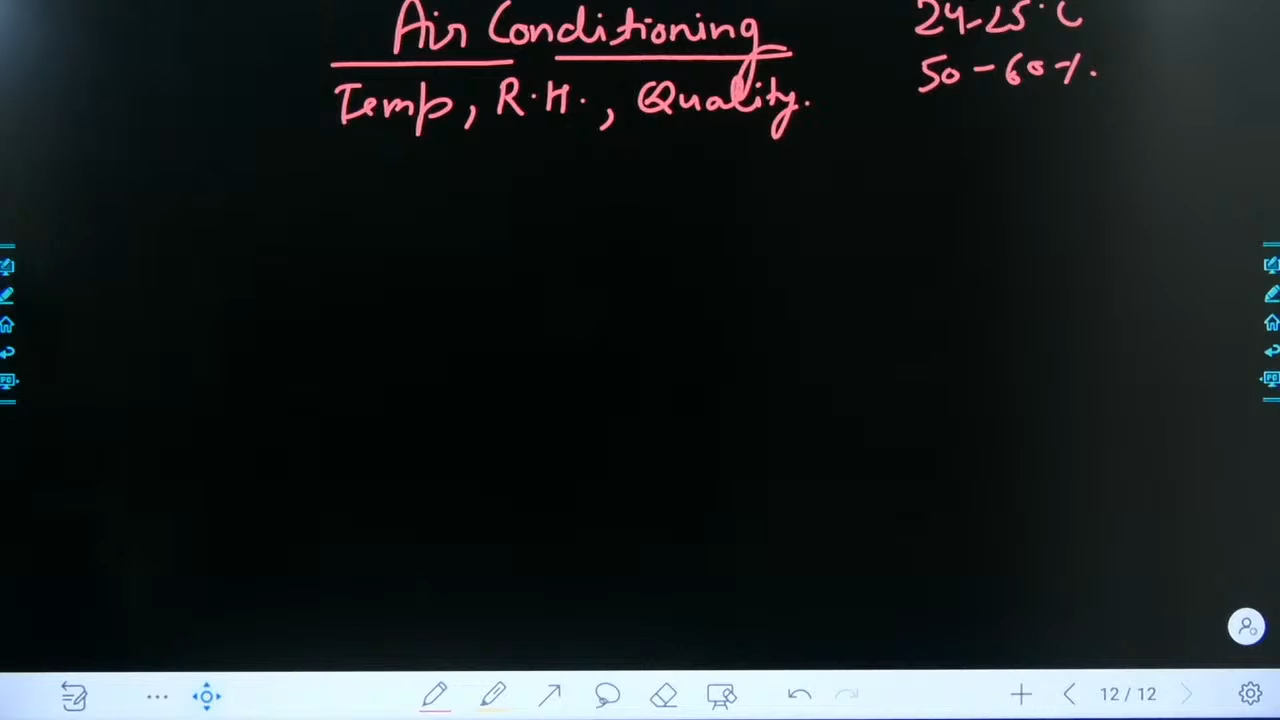 Air Conditioning
24-25°C
Temp, R.H., Quality.
50-60%.
12 / 12